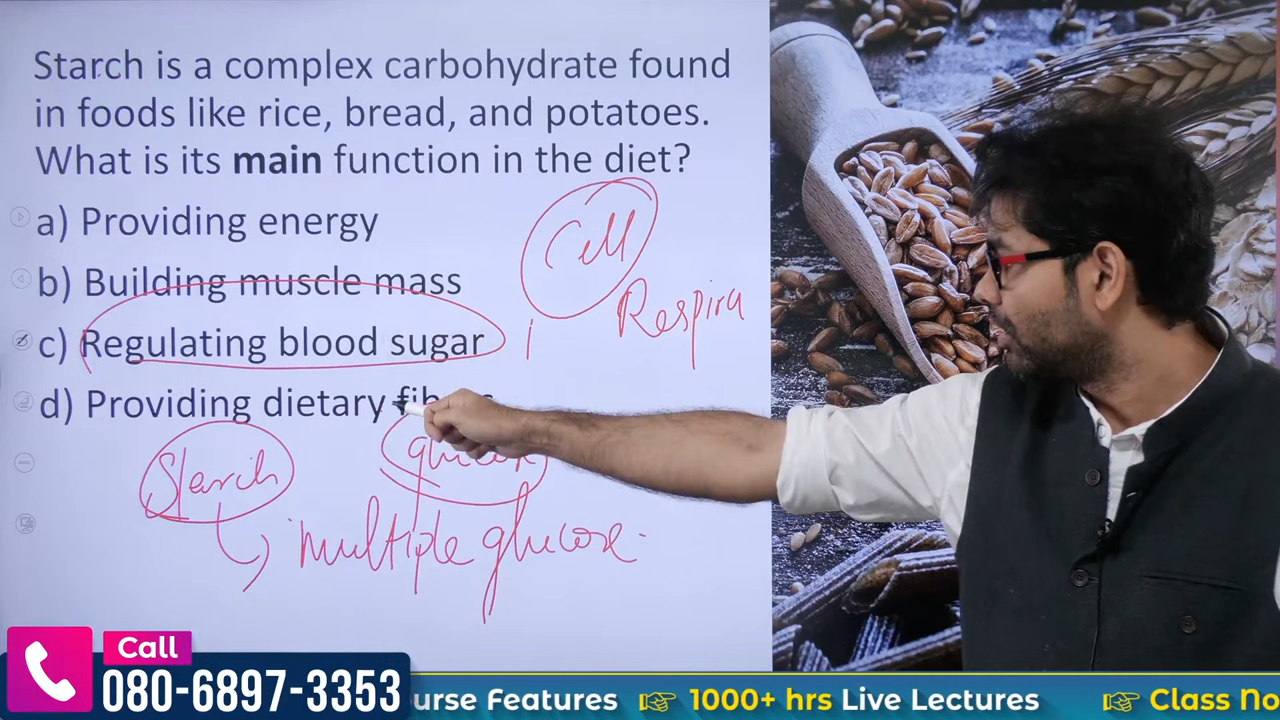 Starch is a complex carbohydrate found
in foods like rice, bread, and potatoes.
What is its main function in the diet?
a) Providing energy
b) Building muscle mass
c) Regulating blood sugar
d) Providing dietary
Cell
Respira
Starch
glucose
multiple glucose.
Call
080-6897-3353
urse Features
1000+ hrs Live Lectures
Class No